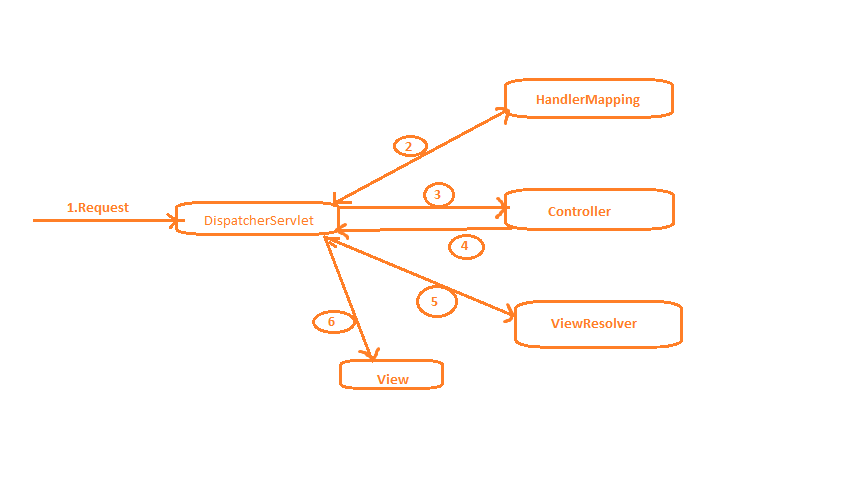 HandlerMapping
2
1.Request
3
DispatcherServlet
Controller
4
5
6
ViewResolver
View